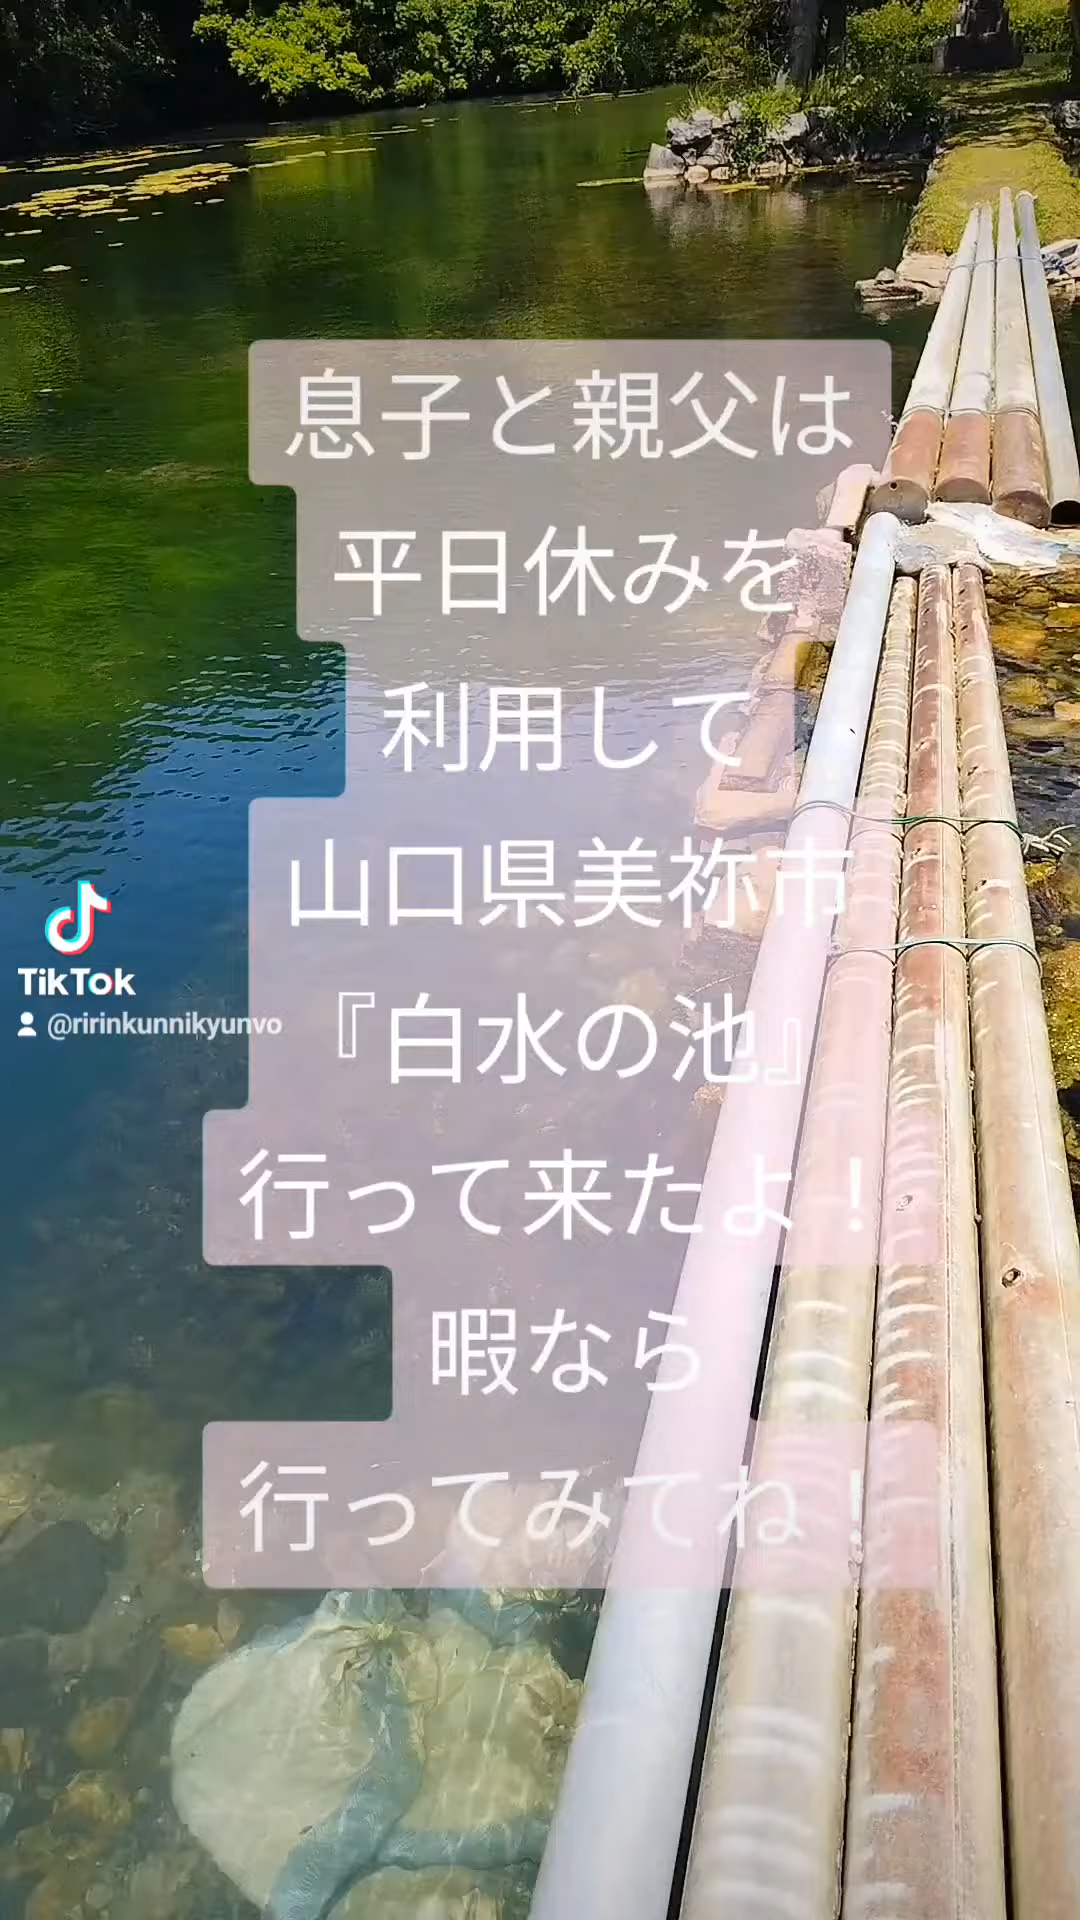 息子と親父は
平日休みを
利用して
山口県美祢市
『白水の池』
行って来たよ！
暇なら
行ってみてね！
TikTok
@ririnkunnikyunvo